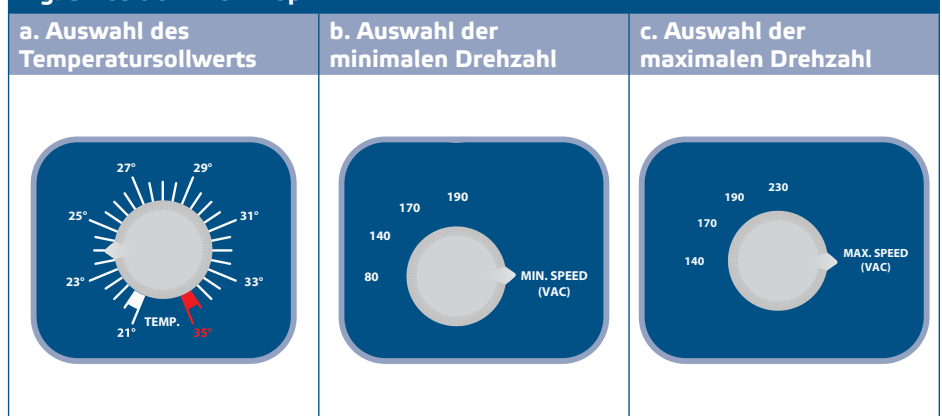 a. Auswahl des
Temperatursollwerts
b. Auswahl der
minimalen Drehzahl
c. Auswahl der
maximalen Drehzahl
27°
29°
25°
31°
23°
33°
21°
TEMP.
35°
190
170
140
80
MIN. SPEED
(VAC)
230
190
170
140
MAX. SPEED
(VAC)